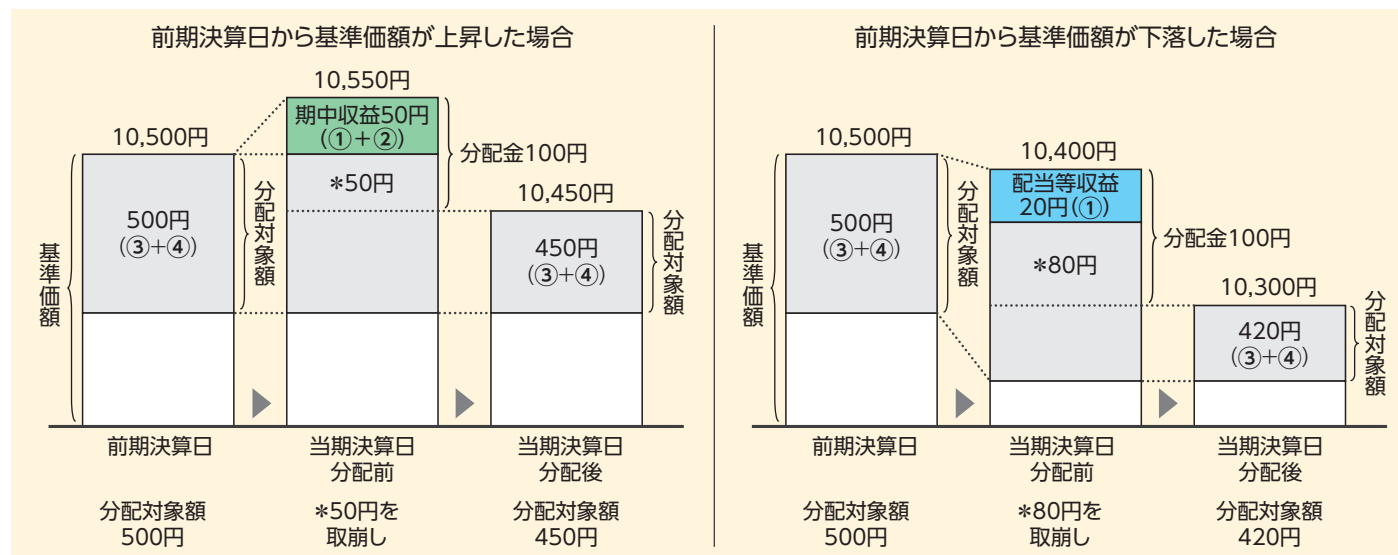 前期決算日から基準価額が上昇した場合
10,550円
期中収益50円
(①+②)
10,500円
分配金100円
*50円
10,450円
500円
(③+④)
分配対象額
450円
(③+④)
分配対象額
基準価額
前期決算日
当期決算日
分配前
当期決算日
分配後
分配対象額
500円
*50円を
取崩し
分配対象額
450円
前期決算日から基準価額が下落した場合
10,500円
10,400円
配当等収益
20円(①)
500円
(③+④)
分配対象額
分配金100円
*80円
10,300円
420円
(③+④)
分配対象額
基準価額
前期決算日
当期決算日
分配前
当期決算日
分配後
分配対象額
500円
*80円を
取崩し
分配対象額
420円